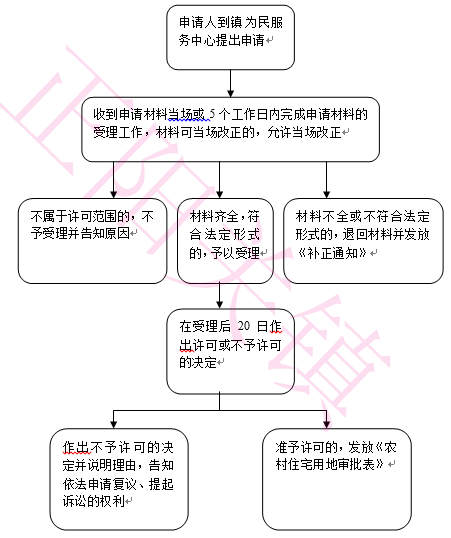 申请人到镇为民服
务中心提出申请
收到申请材料当场或 5 个工作日内完成申请材料的
受理工作，材料可当场改正的，允许当场改正
不属于许可范围的，不
予受理并告知原因
材料齐全，符
合法定形式
的，予以受理
材料不全或不符合法定
形式的，退回材料并发放
《补正通知》
在受理后 20 日作
出许可或不予许可
的决定
作出不予许可的决
定并说明理由，告知
依法申请复议、提起
诉讼的权利
准予许可的，发放《农
村住宅用地审批表》
正阳关镇